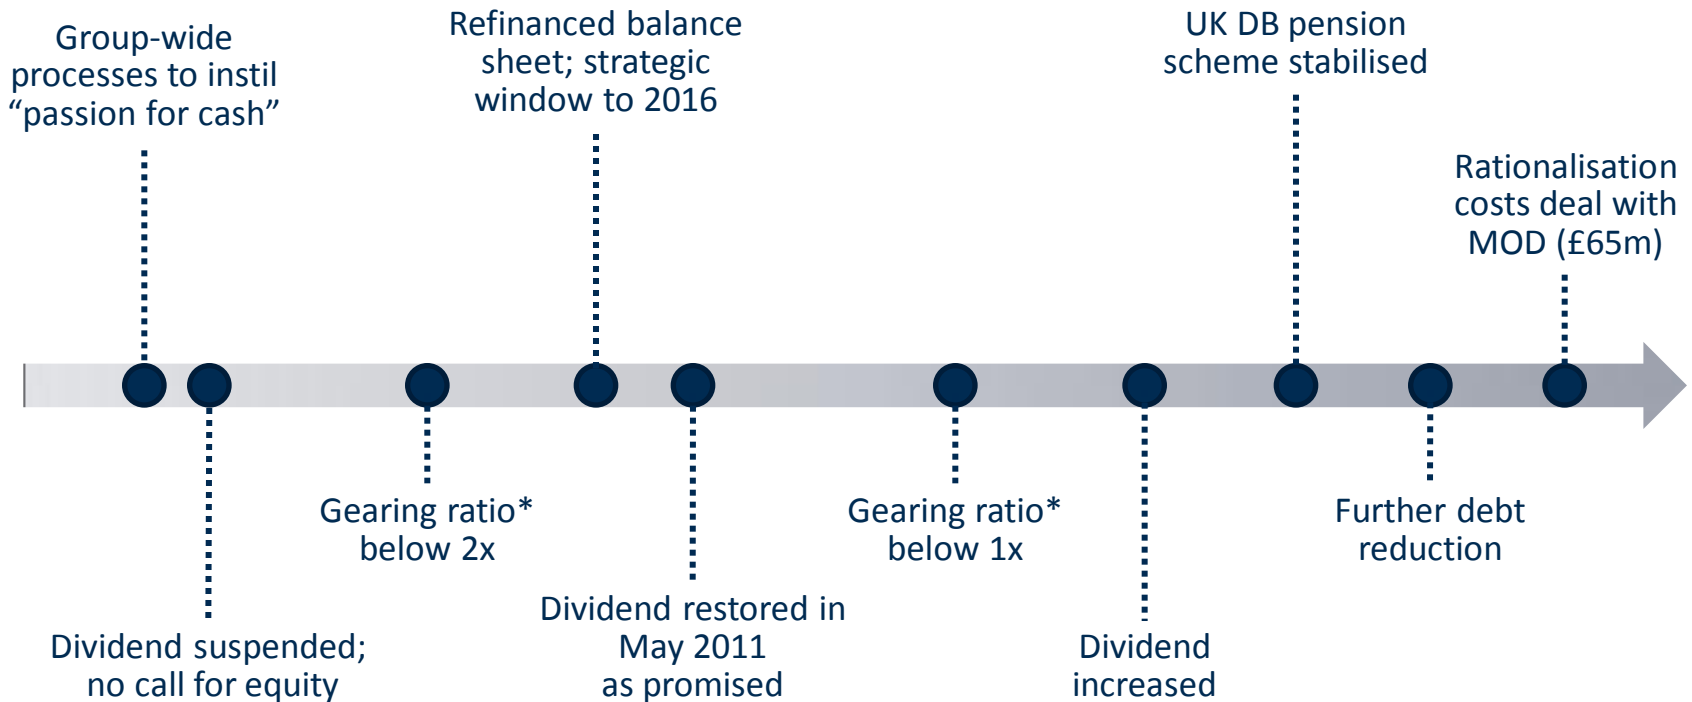 Group-wide
processes to instil
“passion for cash”
Refinanced balance
sheet; strategic
window to 2016
UK DB pension
scheme stabilised
Rationalisation
costs deal with
MOD (£65m)
Gearing ratio*
below 2x
Gearing ratio*
below 1x
Further debt
reduction
Dividend suspended;
no call for equity
Dividend restored in
May 2011
as promised
Dividend
increased